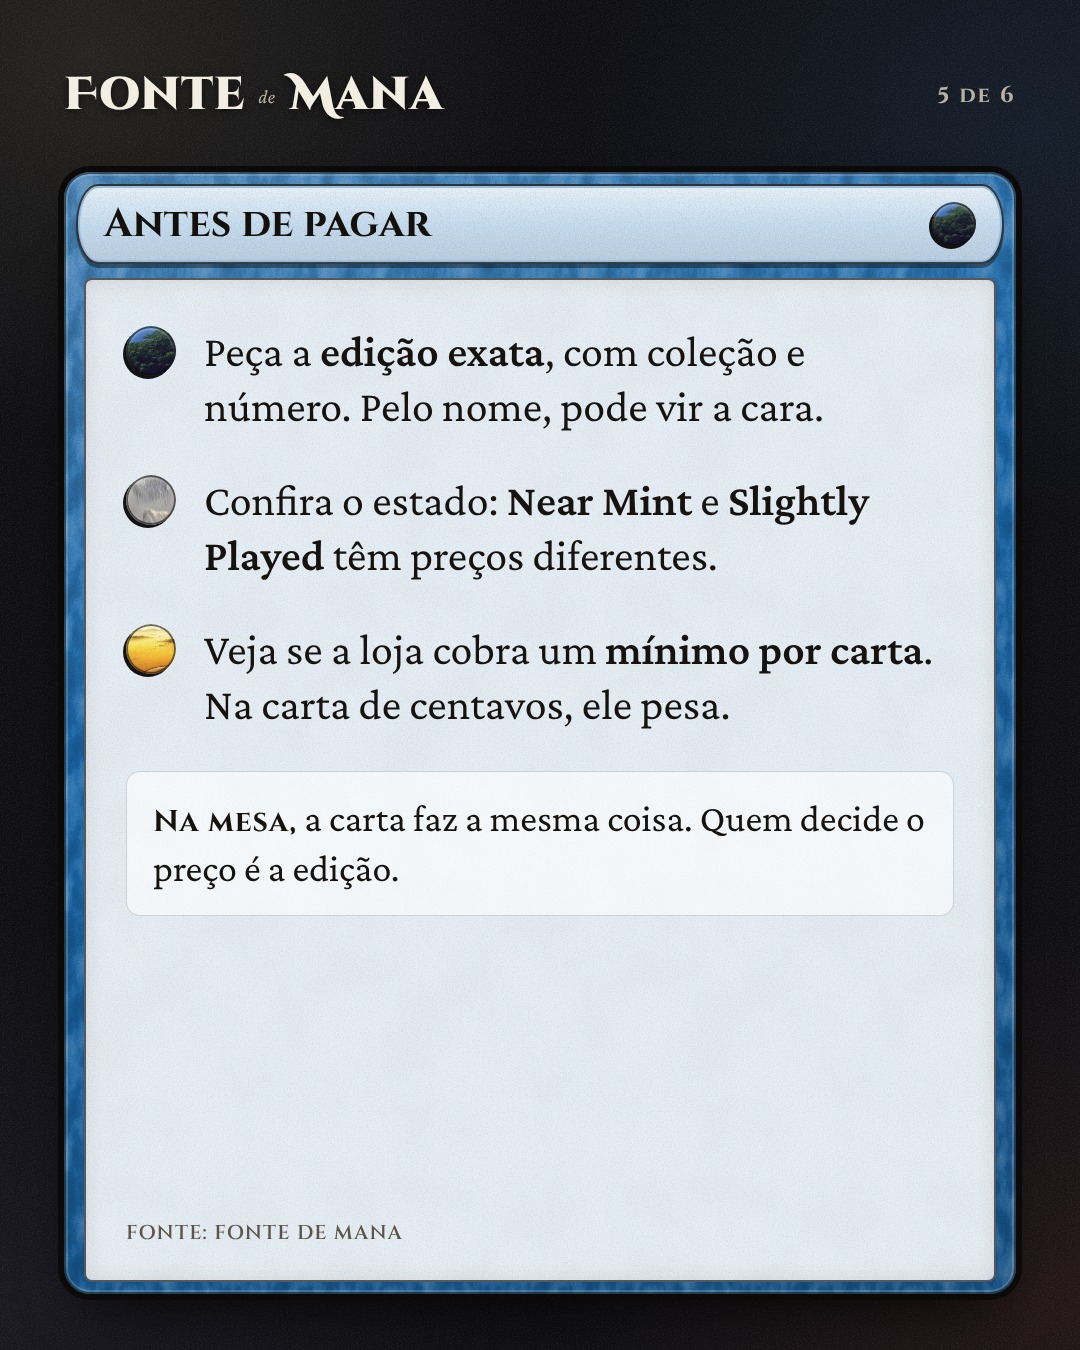 Fonte de Mana
5 DE 6
Antes de pagar
Peça a edição exata, com coleção e
número. Pelo nome, pode vir a cara.
Confira o estado: Near Mint e Slightly
Played têm preços diferentes.
Veja se a loja cobra um mínimo por carta.
Na carta de centavos, ele pesa.
Na mesa, a carta faz a mesma coisa. Quem decide o
preço é a edição.
FONTE: FONTE DE MANA